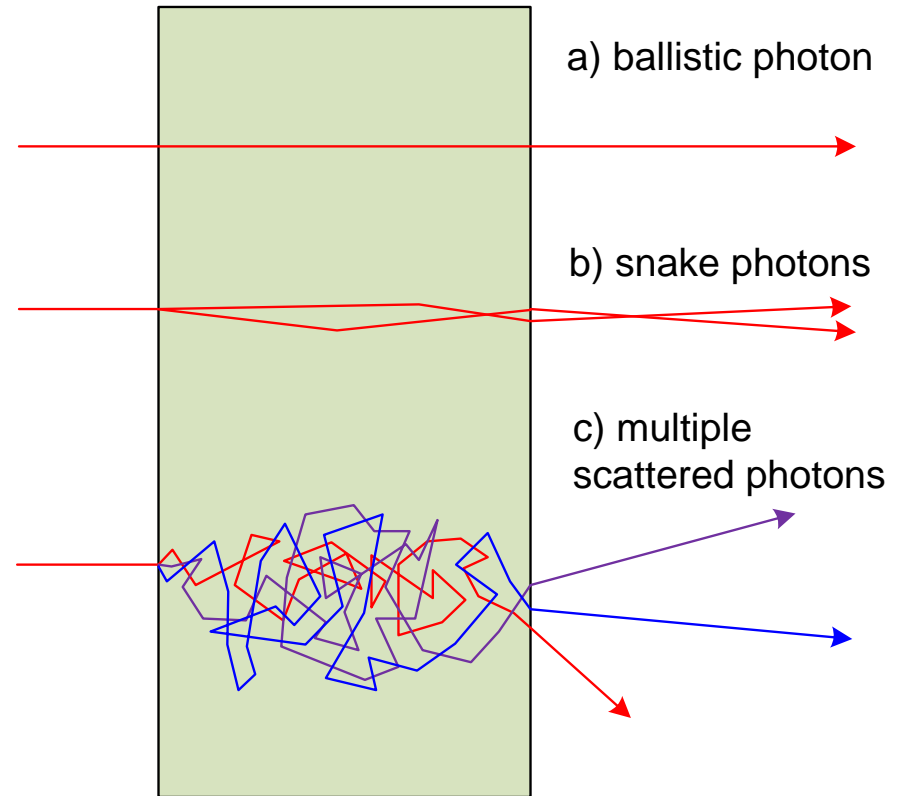 a) ballistic photon
b) snake photons
c) multiple
scattered photons